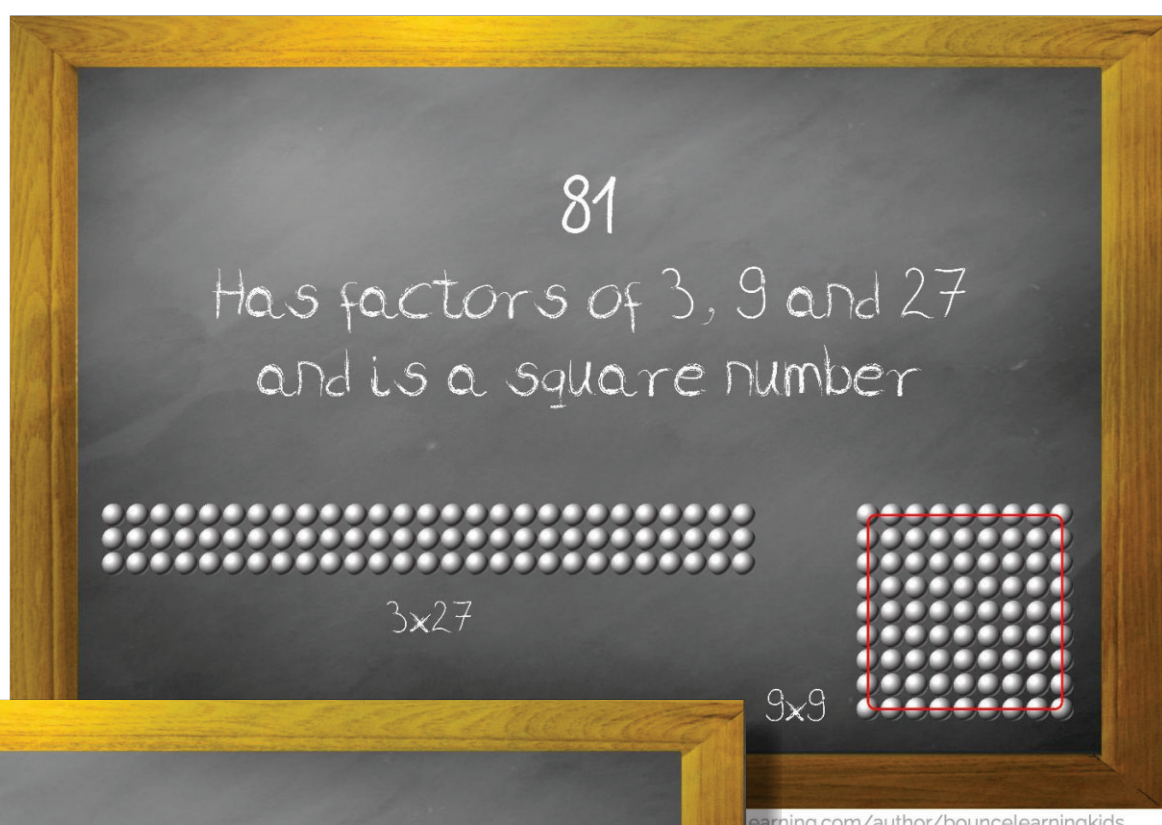 81
Has factors of 3, 9 and 27
and is a square number
3x27
9x9
earning.com/author/bouncelearningkids